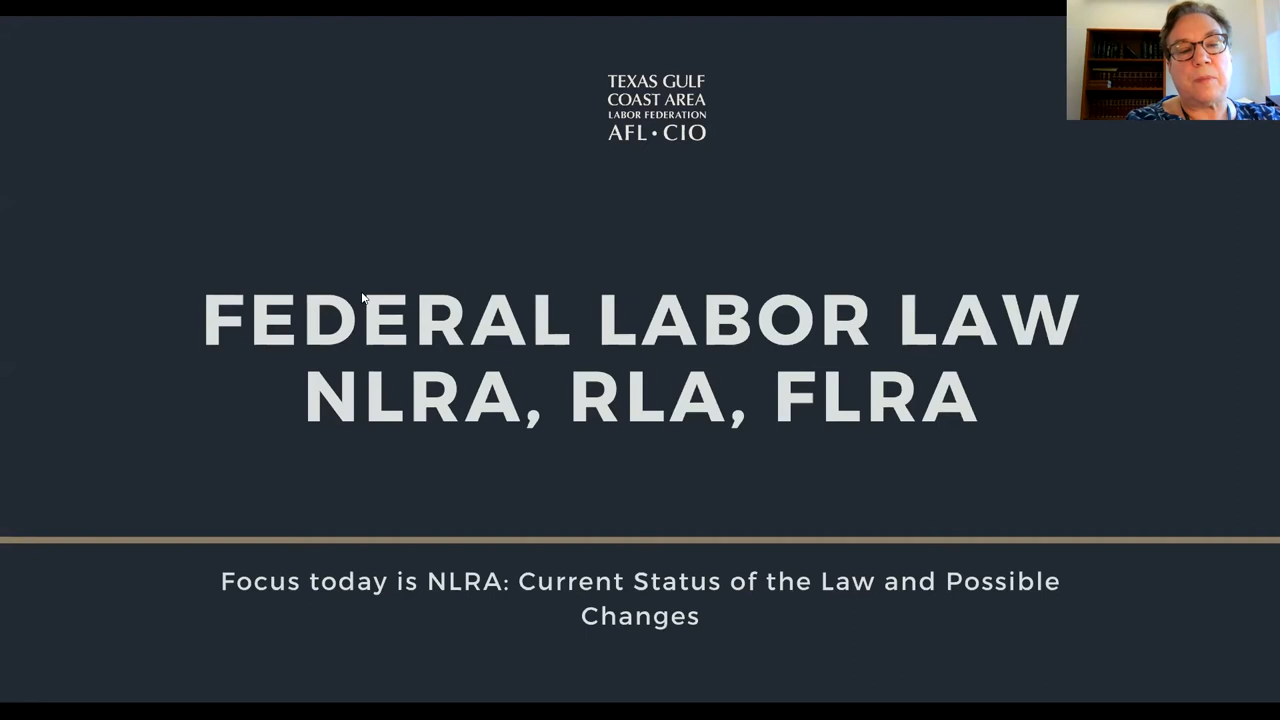 TEXAS GULF
COAST AREA
LABOR FEDERATION
AFL • CIO
FEDERAL LABOR LAW
NLRA, RLA, FLRA
Focus today is NLRA: Current Status of the Law and Possible
Changes